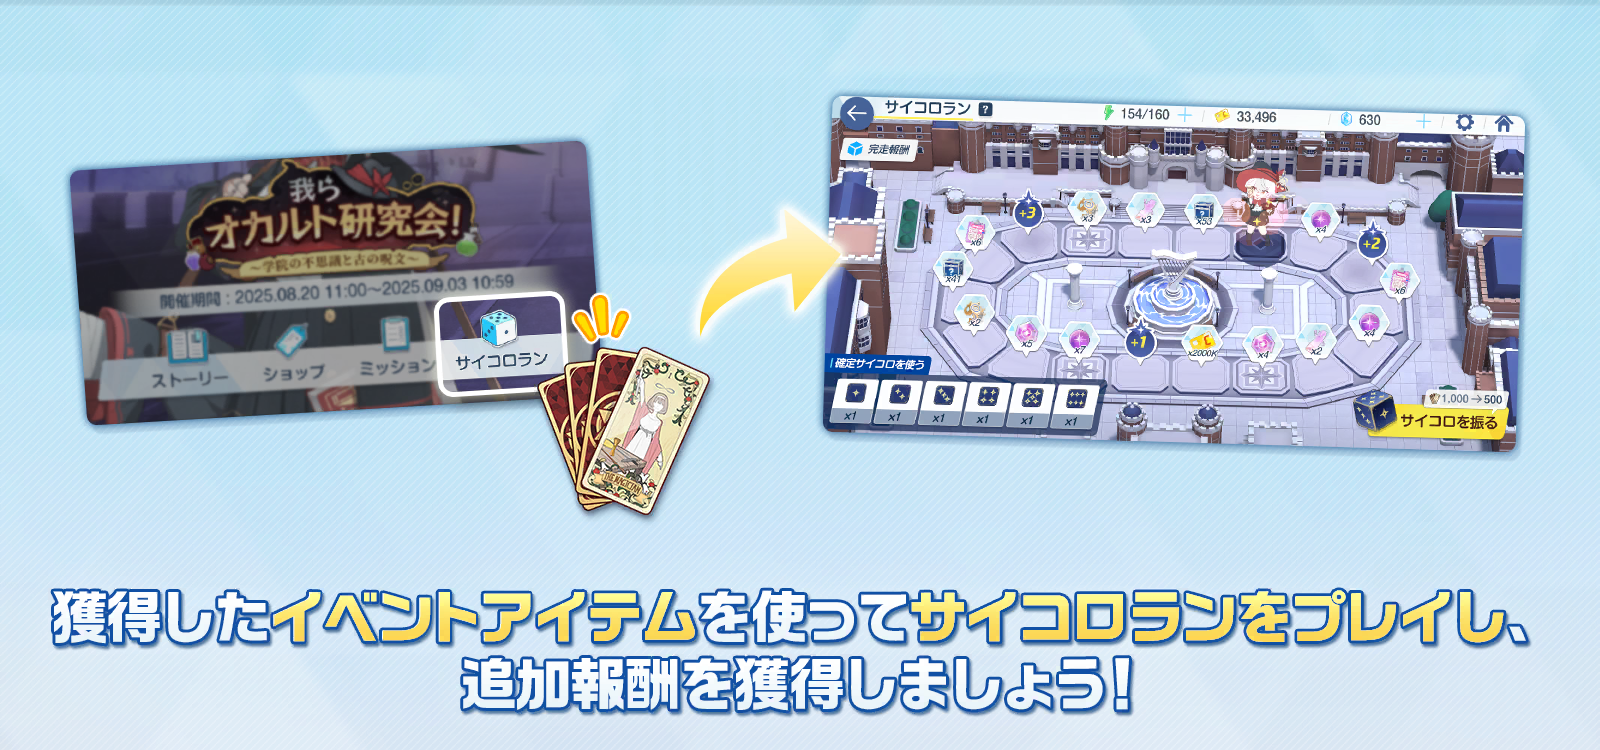 我ら
オカルト研究会!
～学院の不思議と古の呪文～
開催期間 : 2025.08.20 11:00～2025.09.03 10:59
ストーリー
ショップ
ミッション
サイコロラン
THE MAGICIAN
サイコロラン ?
154/160
33,496
630
完走報酬
+3
x3
x3
x53
x4
+2
x6
x6
x41
x2
x5
x7
+1
x2000K
x4
x2
x4
確定サイコロを使う
x1
x1
x1
x1
x1
x1
1,000→500
サイコロを振る
獲得したイベントアイテムを使ってサイコロランをプレイし、
追加報酬を獲得しましょう!